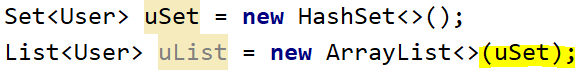 Set<User> uSet = new HashSet<>();
List<User> uList = new ArrayList<>(uSet);